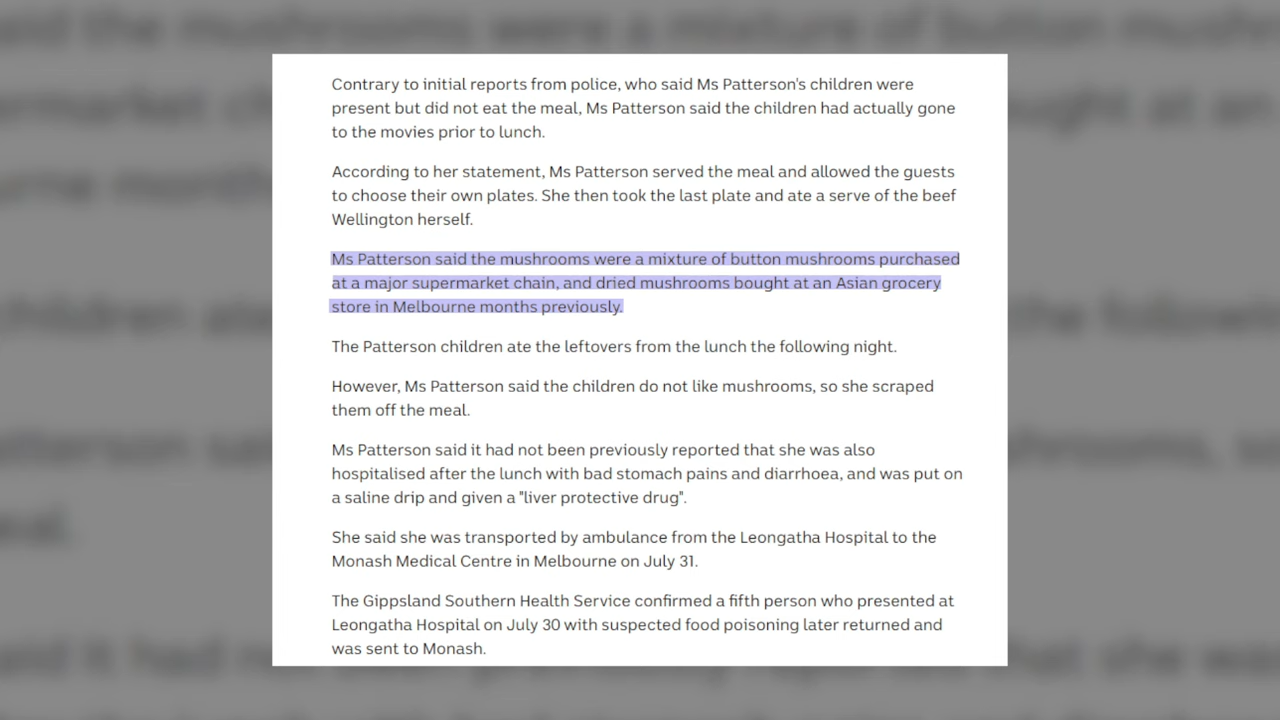 Contrary to initial reports from police, who said Ms Patterson's children were
present but did not eat the meal, Ms Patterson said the children had actually gone
to the movies prior to lunch.
According to her statement, Ms Patterson served the meal and allowed the guests
to choose their own plates. She then took the last plate and ate a serve of the beef
Wellington herself.
Ms Patterson said the mushrooms were a mixture of button mushrooms purchased
at a major supermarket chain, and dried mushrooms bought at an Asian grocery
store in Melbourne months previously.
The Patterson children ate the leftovers from the lunch the following night.
However, Ms Patterson said the children do not like mushrooms, so she scraped
them off the meal.
Ms Patterson said it had not been previously reported that she was also
hospitalised after the lunch with bad stomach pains and diarrhoea, and was put on
a saline drip and given a "liver protective drug".
She said she was transported by ambulance from the Leongatha Hospital to the
Monash Medical Centre in Melbourne on July 31.
The Gippsland Southern Health Service confirmed a fifth person who presented at
Leongatha Hospital on July 30 with suspected food poisoning later returned and
was sent to Monash.